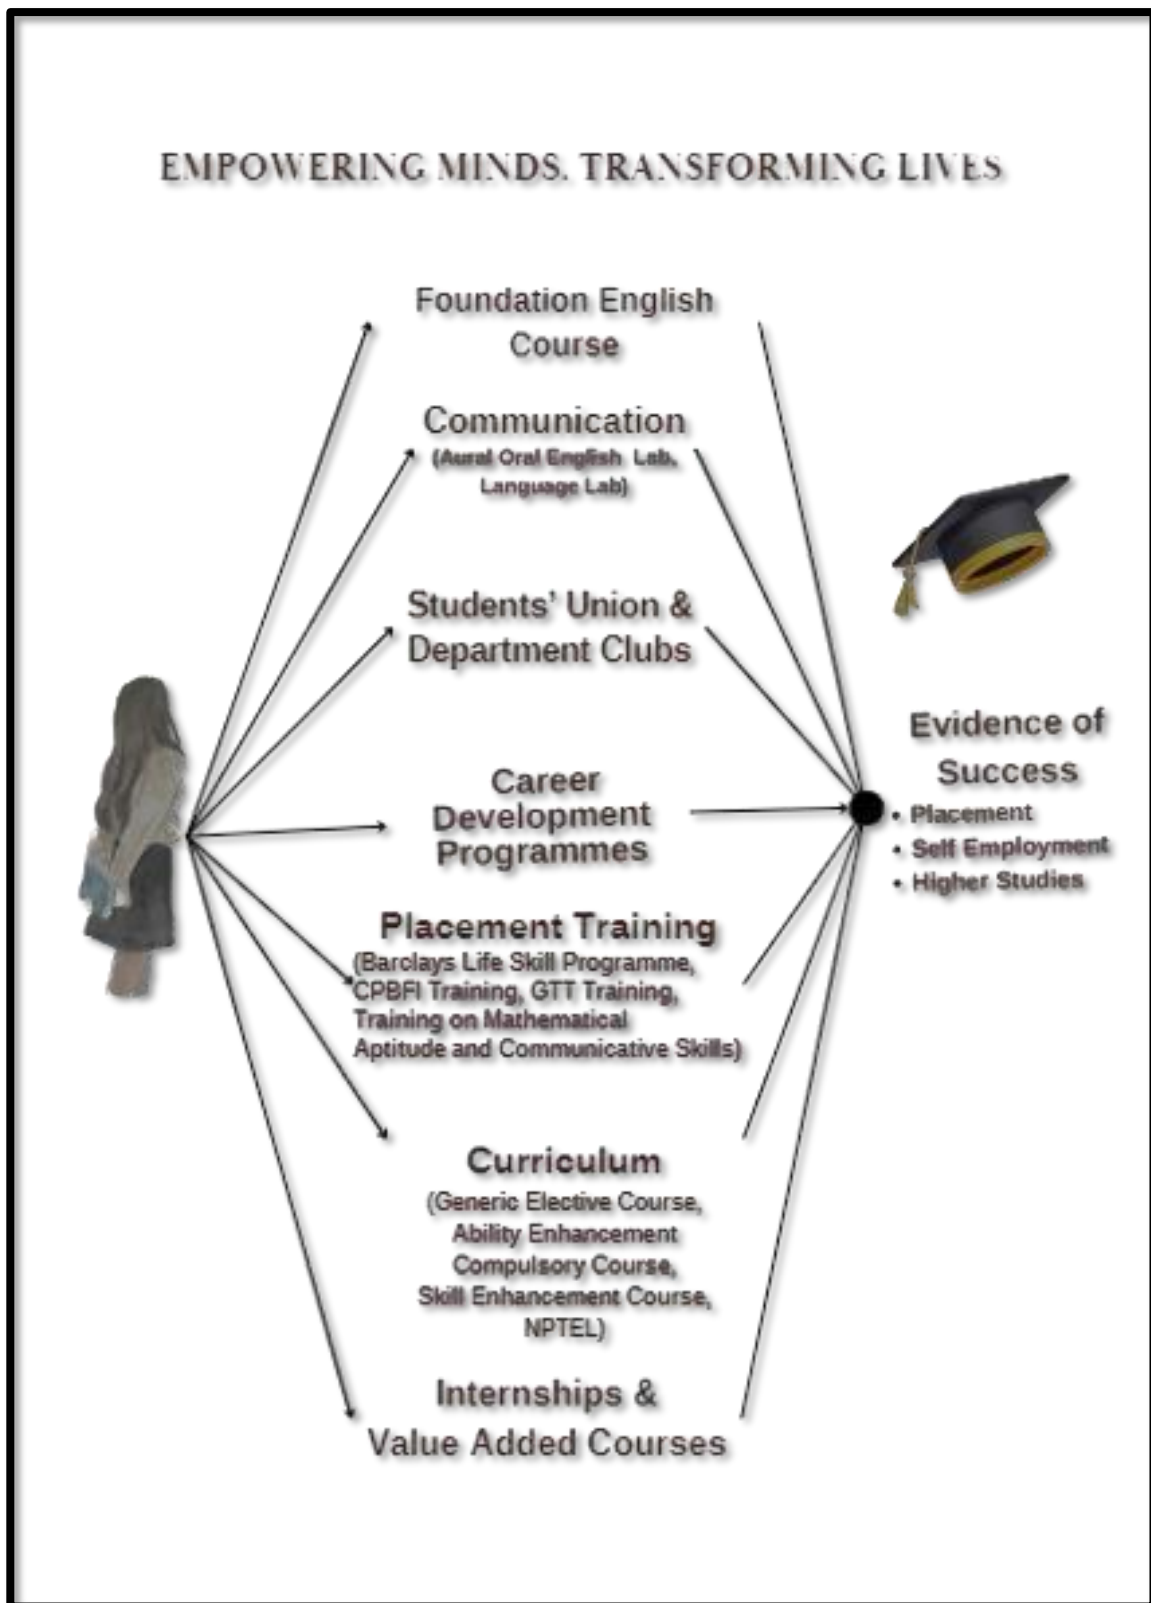 EMPOWERING MINDS. TRANSFORMING LIVES
Foundation English
Course
Communication
(Aural Oral English Lab,
Language Lab)
Students’ Union &
Department Clubs
Career
Development
Programmes
Placement Training
(Barclays Life Skill Programme,
CPBFI Training, GTT Training,
Training on Mathematical
Aptitude and Communicative Skills)
Curriculum
(Generic Elective Course,
Ability Enhancement
Compulsory Course,
Skill Enhancement Course,
NPTEL)
Internships &
Value Added Courses
Evidence of
Success
• Placement
• Self Employment
• Higher Studies